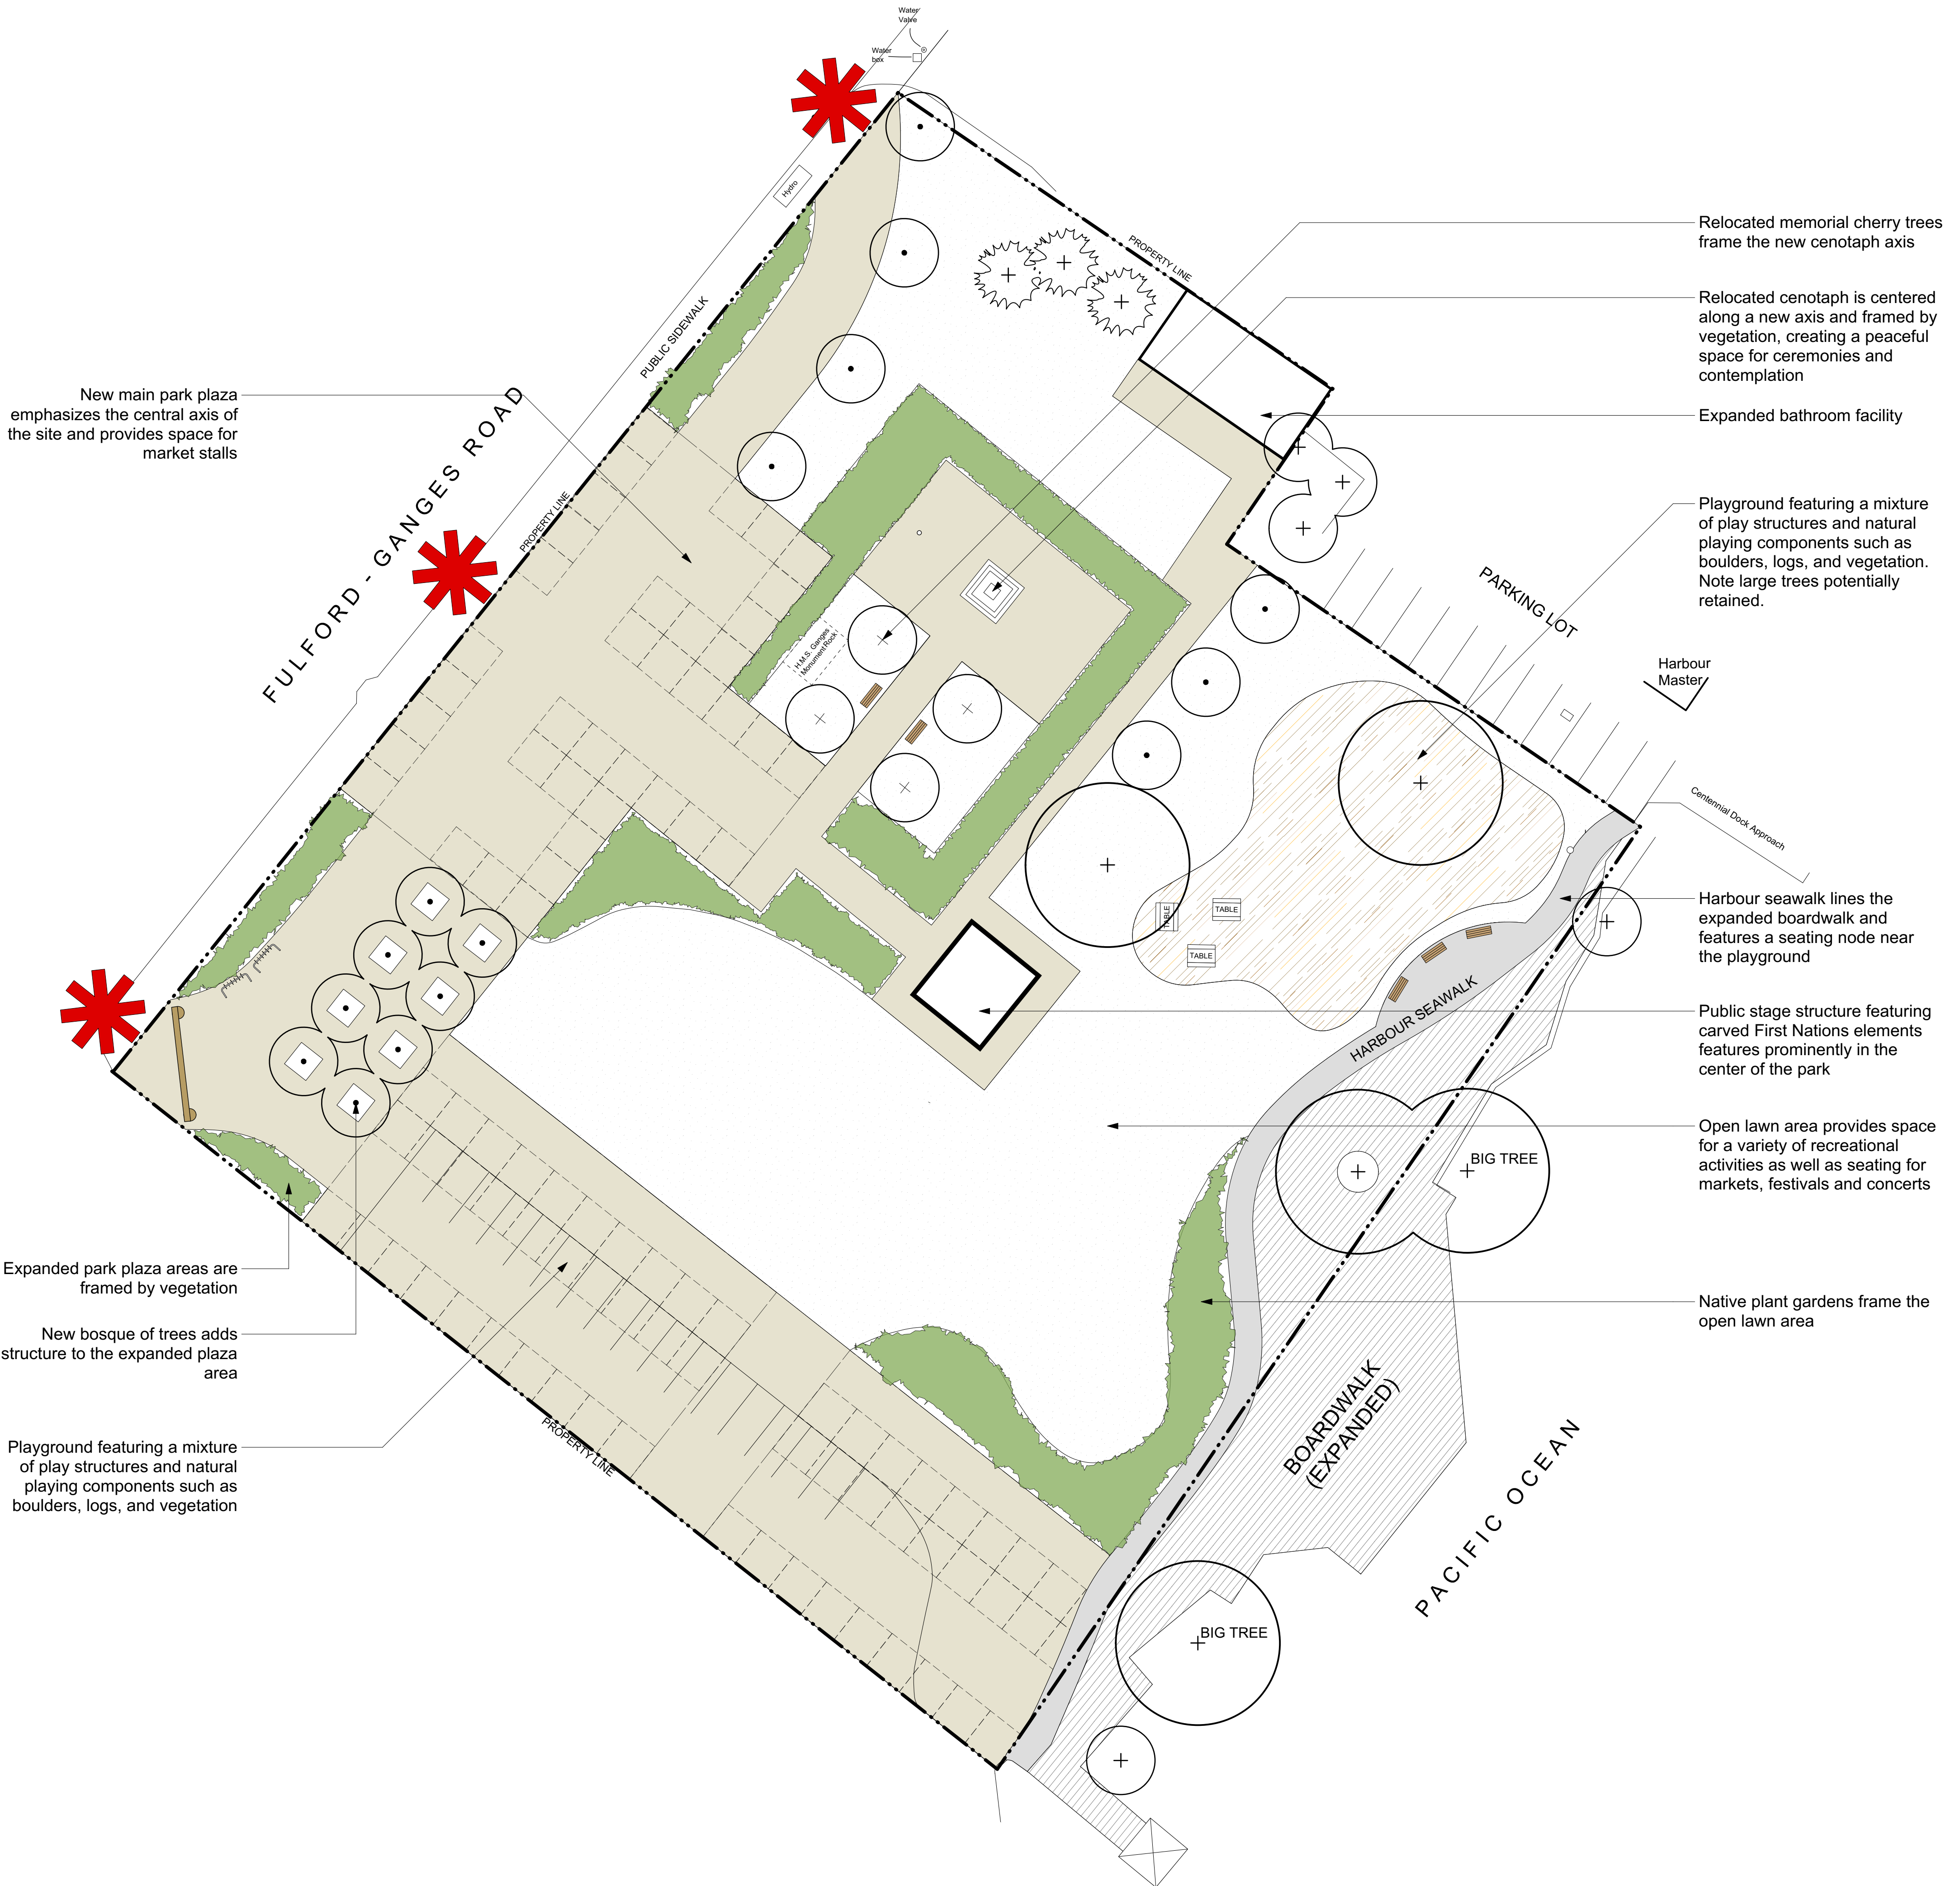 Water
Valve
Water
box
Hydro
PROPERTY LINE
PUBLIC SIDEWALK
PROPERTY LINE
FULFORD - GANGES ROAD
New main park plaza
emphasizes the central axis of
the site and provides space for
market stalls
Relocated memorial cherry trees
frame the new cenotaph axis
Relocated cenotaph is centered
along a new axis and framed by
vegetation, creating a peaceful
space for ceremonies and
contemplation
Expanded bathroom facility
Playground featuring a mixture
of play structures and natural
playing components such as
boulders, logs, and vegetation.
Note large trees potentially
retained.
PARKING LOT
Harbour
Master
H.M.S. Ganges
Monument Rock
Centennial Dock Approach
TABLE
TABLE
TABLE
Harbour seawalk lines the
expanded boardwalk and
features a seating node near
the playground
HARBOUR SEAWALK
Public stage structure featuring
carved First Nations elements
features prominently in the
center of the park
Open lawn area provides space
for a variety of recreational
activities as well as seating for
markets, festivals and concerts
BIG TREE
Expanded park plaza areas are
framed by vegetation
New bosque of trees adds
structure to the expanded plaza
area
Native plant gardens frame the
open lawn area
Playground featuring a mixture
of play structures and natural
playing components such as
boulders, logs, and vegetation
PROPERTY LINE
BOARDWALK
(EXPANDED)
PACIFIC OCEAN
BIG TREE